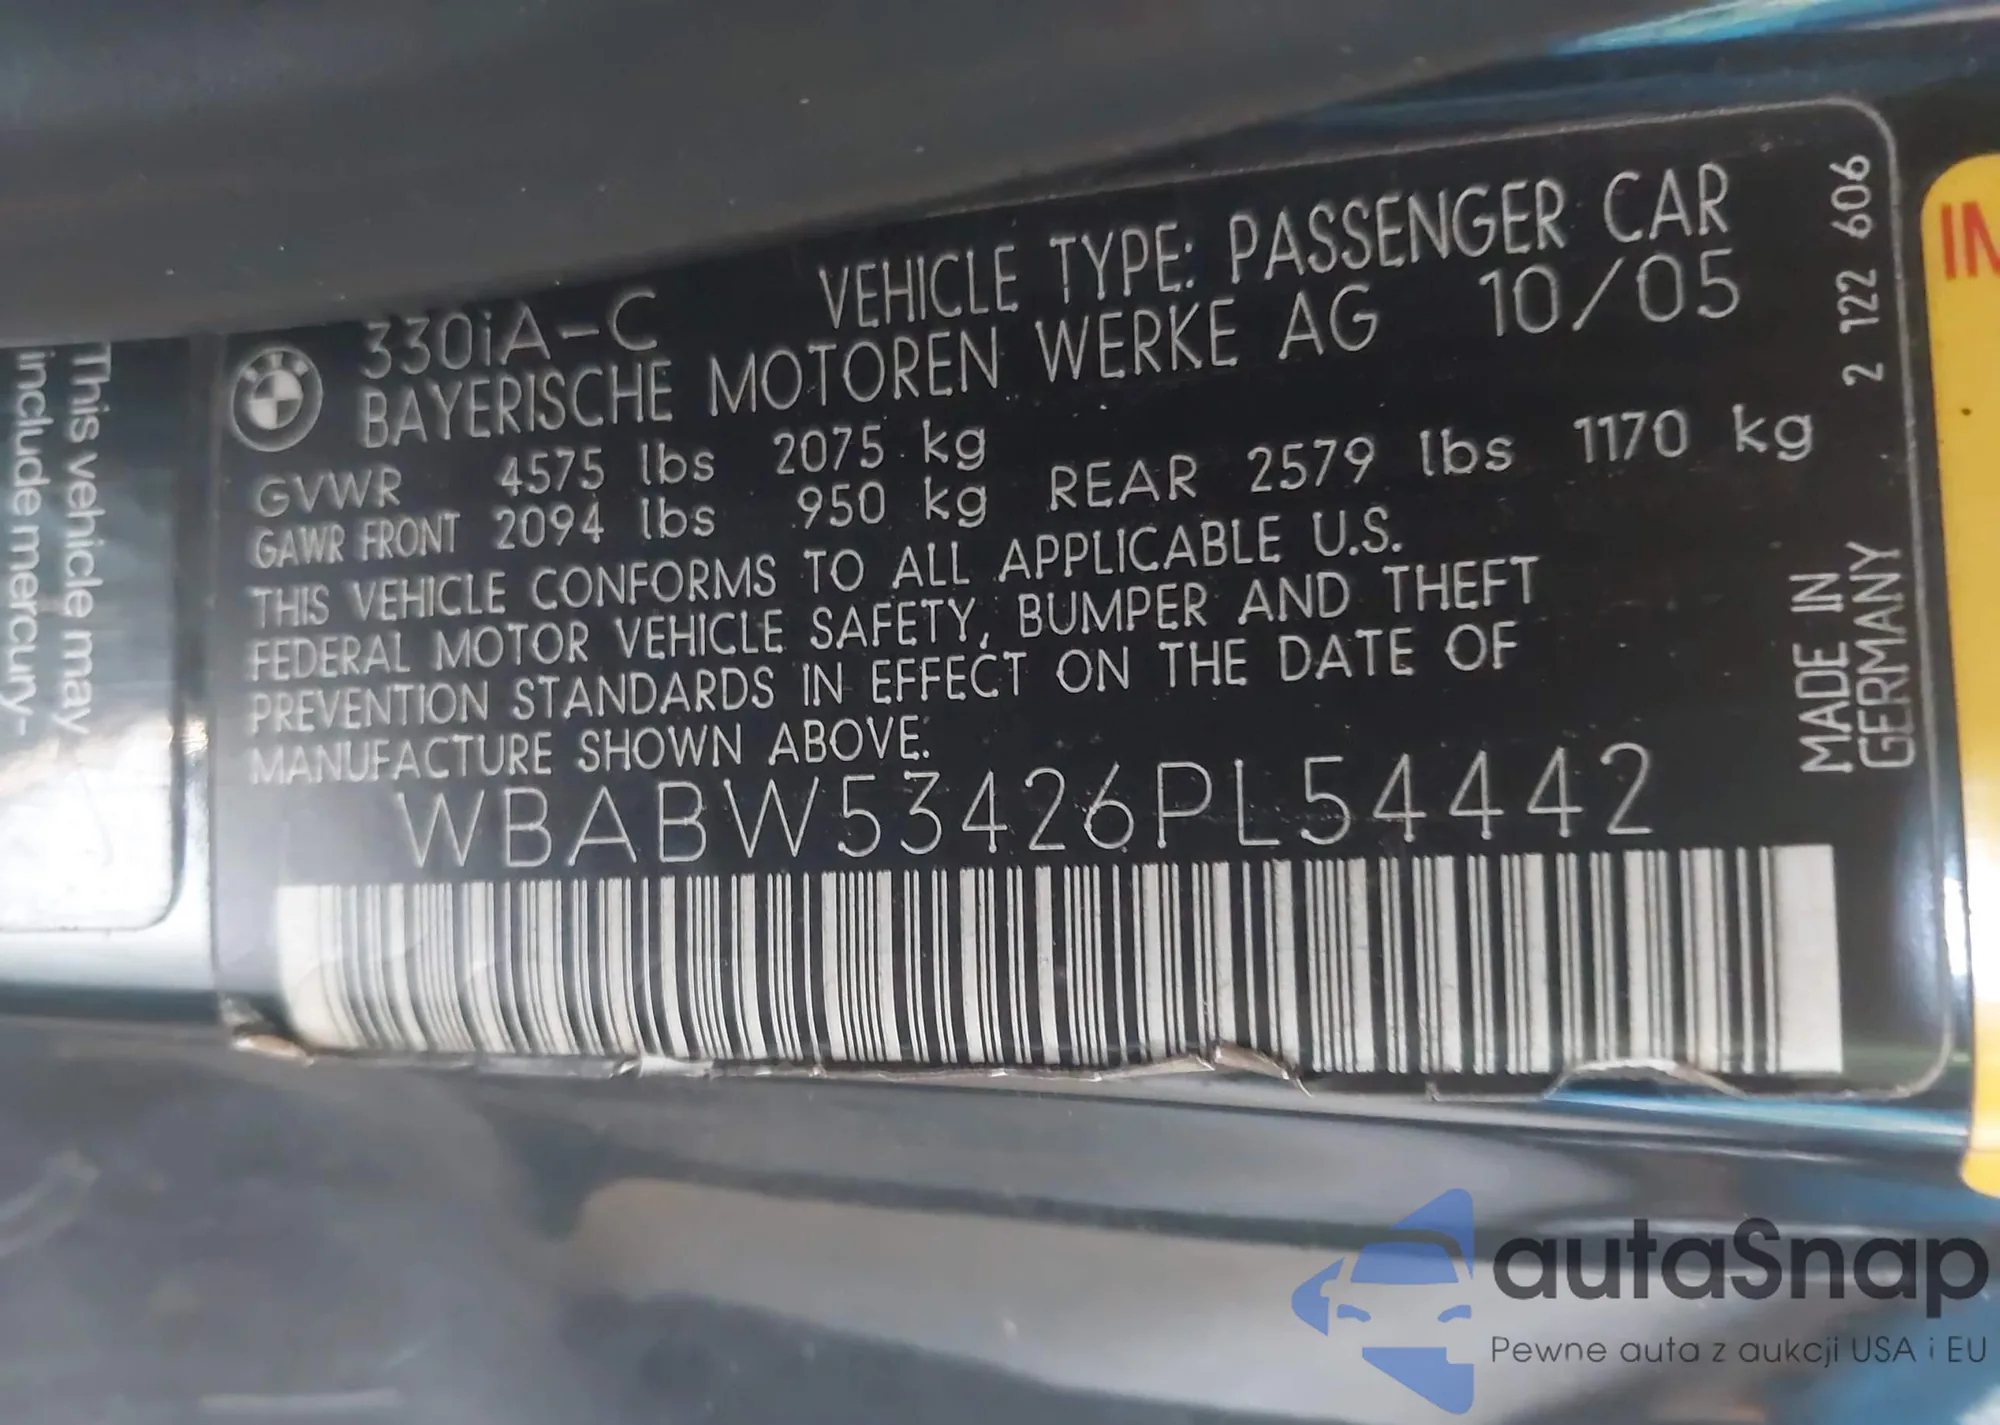 This vehicle may
include mercury-
330iA-C VEHICLE TYPE: PASSENGER CAR
BAYERISCHE MOTOREN WERKE AG 10/05
GVWR 4575 lbs 2075 kg
GAWR FRONT 2094 lbs 950 kg REAR 2579 lbs 1170 kg
THIS VEHICLE CONFORMS TO ALL APPLICABLE U.S.
FEDERAL MOTOR VEHICLE SAFETY, BUMPER AND THEFT
PREVENTION STANDARDS IN EFFECT ON THE DATE OF
MANUFACTURE SHOWN ABOVE.
WBABW53426PL54442
2 122 606
MADE IN
GERMANY
IM
autaSnap
Pewne auta z aukcji USA i EU